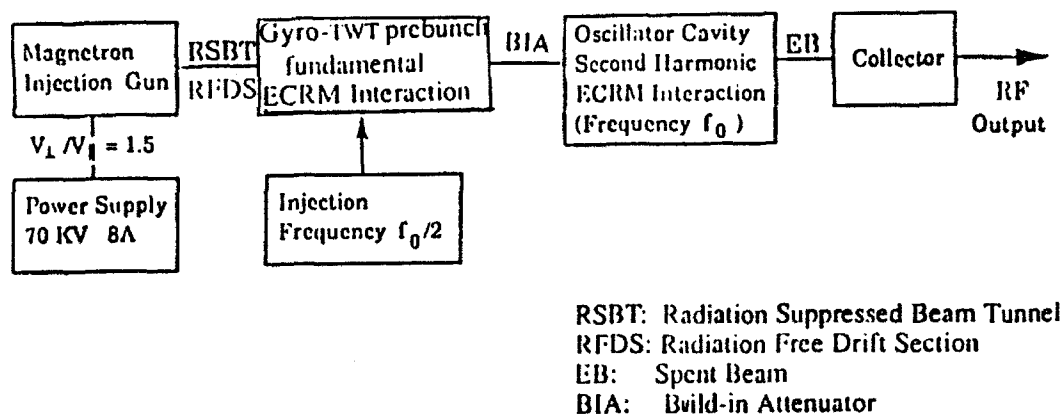 Magnetron
Injection Gun
RSBT
RFDS
Gyro-TWT prebunch
fundamental
ECRM Interaction
BIA
Oscillator Cavity
Second Harmonic
ECRM Interaction
(Frequency f₀)
EB
Collector
RF
Output
V⊥/V∥ = 1.5
Power Supply
70 KV 8A
Injection
Frequency f₀/2
RSBT: Radiation Suppressed Beam Tunnel
RFDS: Radiation Free Drift Section
EB: Spent Beam
BIA: Bvild-in Attenuator